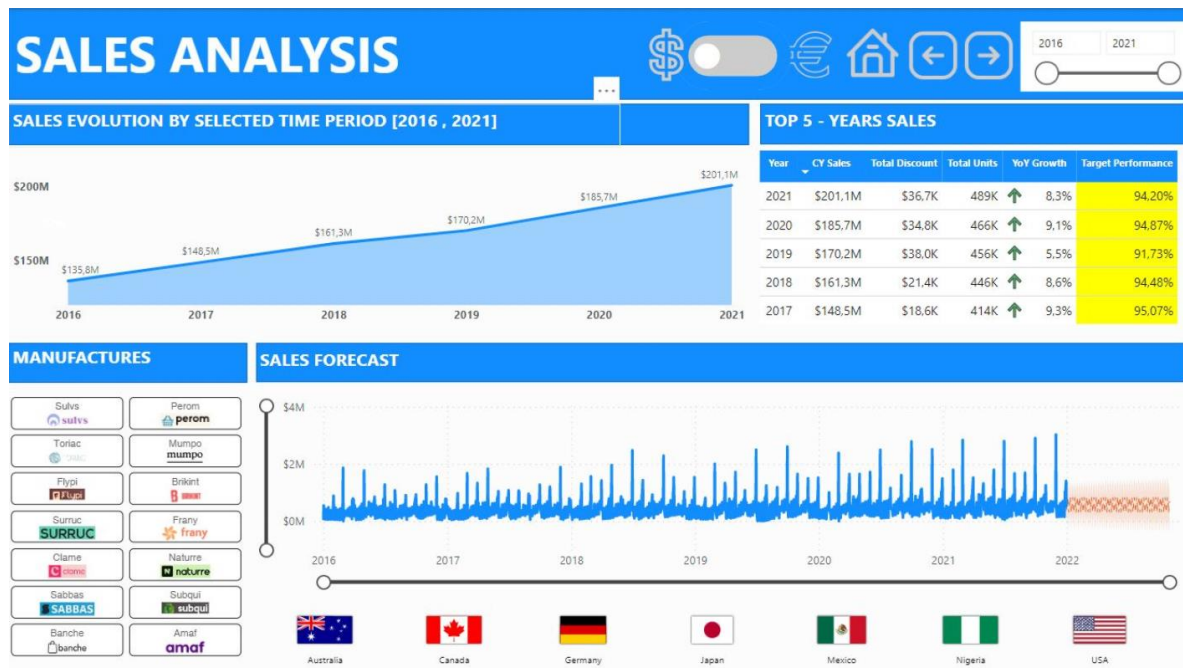 SALES ANALYSIS
2016 2021
SALES EVOLUTION BY SELECTED TIME PERIOD [2016 , 2021]
$200M
$150M
$135,8M
$148,5M
$161,3M
$170,2M
$185,7M
$201,1M
2016 2017 2018 2019 2020 2021
TOP 5 - YEARS SALES
Year CY Sales Total Discount Total Units YoY Growth Target Performance
2021 $201,1M $36,7K 489K 8,3% 94,20%
2020 $185,7M $34,8K 466K 9,1% 94,87%
2019 $170,2M $38,0K 456K 5,5% 91,73%
2018 $161,3M $21,4K 446K 8,6% 94,48%
2017 $148,5M $18,6K 414K 9,3% 95,07%
MANUFACTURES
Sulvs
sulvs
Perom
perom
Toriac
Mumpo
mumpo
Flypi
Flypi
Brikint
BRIKINT
Surruc
SURRUC
Frany
frany
Clame
clame
Naturre
naturre
Sabbas
SABBAS
Subqui
subqui
Banche
banche
Amaf
amaf
SALES FORECAST
$4M
$2M
$0M
2016 2017 2018 2019 2020 2021 2022
Australia Canada Germany Japan Mexico Nigeria USA